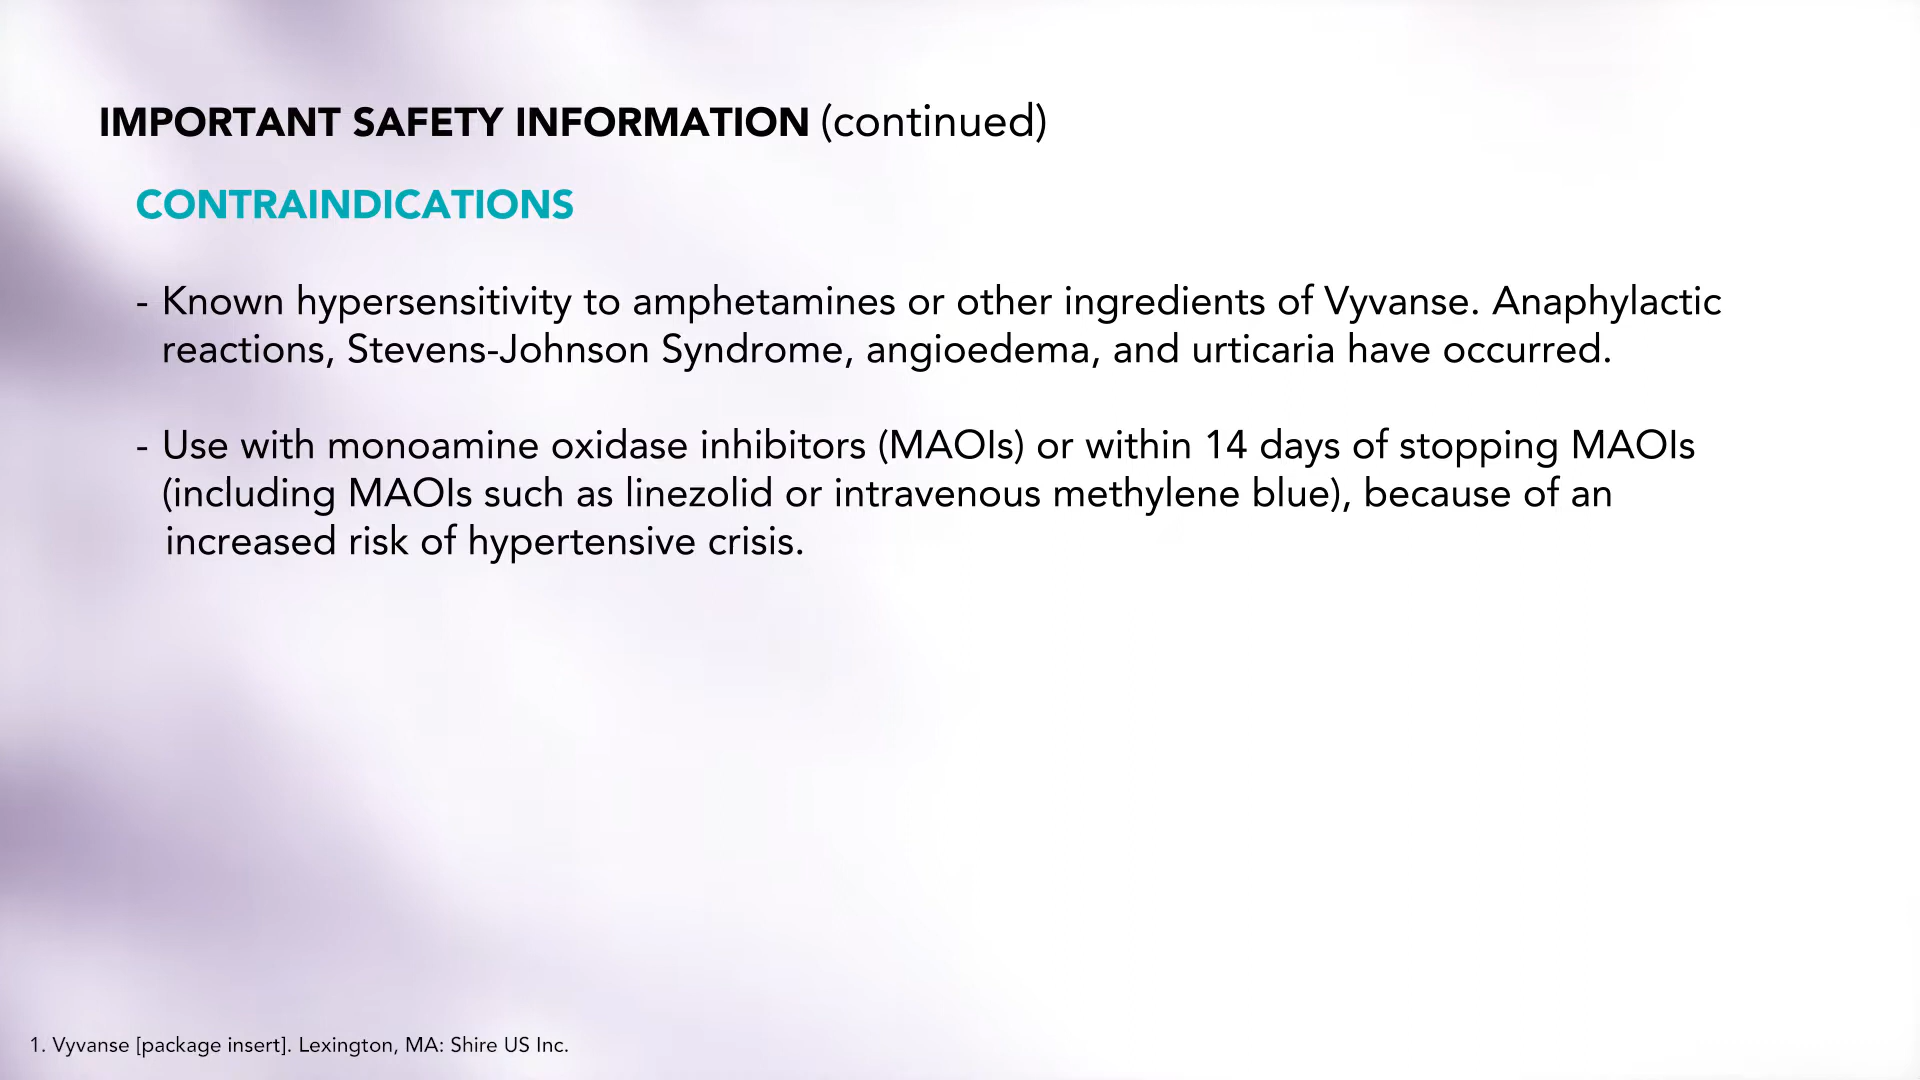 IMPORTANT SAFETY INFORMATION (continued)
CONTRAINDICATIONS
- Known hypersensitivity to amphetamines or other ingredients of Vyvanse. Anaphylactic
reactions, Stevens-Johnson Syndrome, angioedema, and urticaria have occurred.
- Use with monoamine oxidase inhibitors (MAOIs) or within 14 days of stopping MAOIs
(including MAOIs such as linezolid or intravenous methylene blue), because of an
increased risk of hypertensive crisis.
1. Vyvanse [package insert]. Lexington, MA: Shire US Inc.